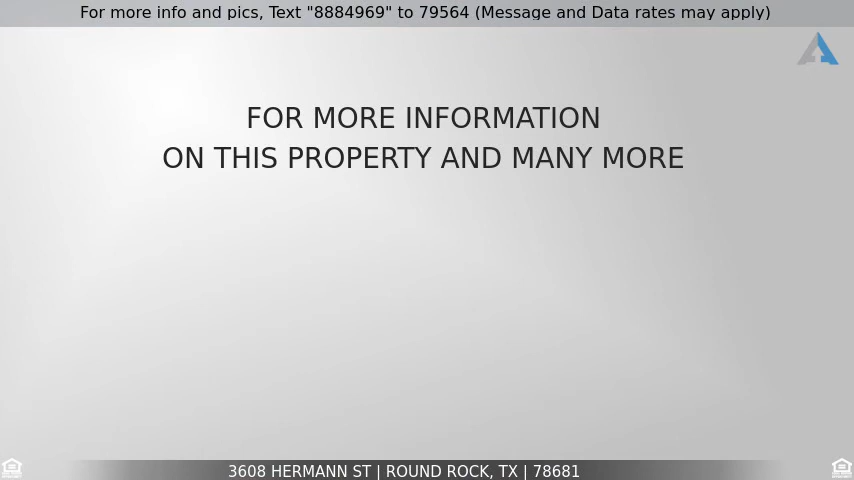 For more info and pics, Text "8884969" to 79564 (Message and Data rates may apply)
FOR MORE INFORMATION
ON THIS PROPERTY AND MANY MORE
3608 HERMANN ST | ROUND ROCK, TX | 78681